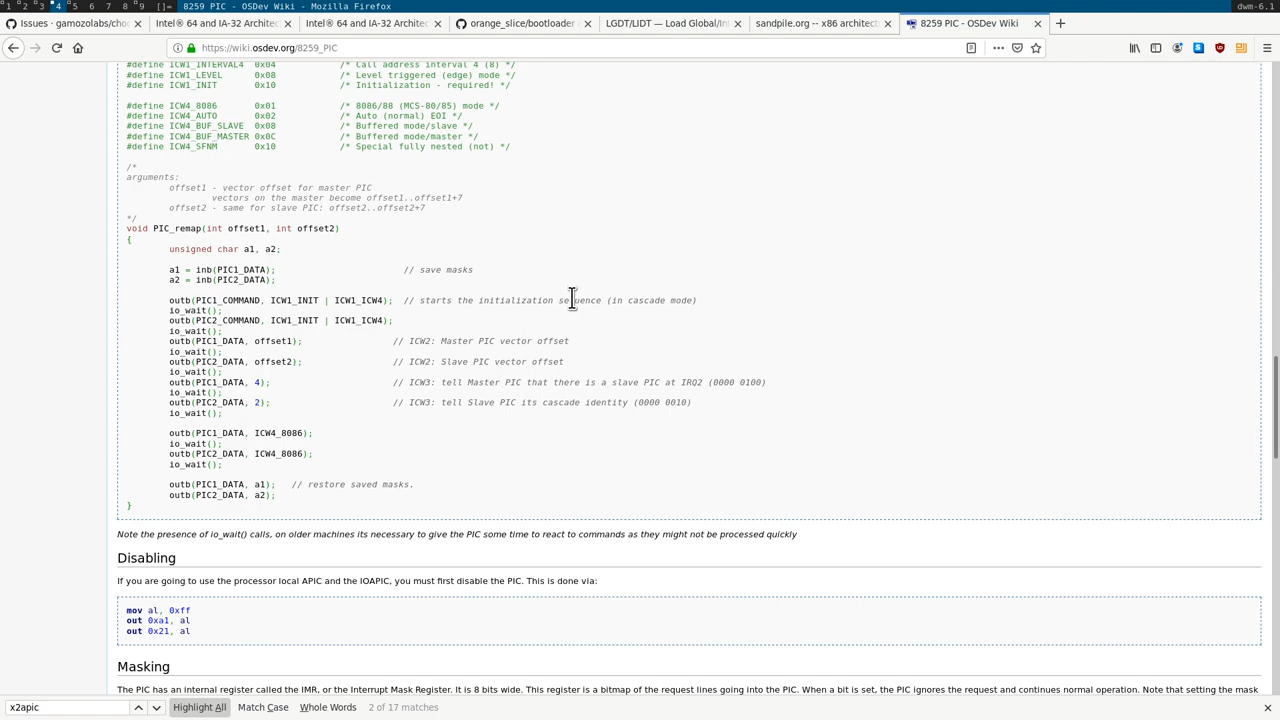 1 2 3 4 5 6 7 8 9 []= 8259 PIC - OSDev Wiki - Mozilla Firefox dwm-6.1
Issues · gamozolabs/cho Intel® 64 and IA-32 Architec Intel® 64 and IA-32 Architec orange_slice/bootloader LGDT/LIDT — Load Global/Int sandpile.org -- x86 architect 8259 PIC - OSDev Wiki
https://wiki.osdev.org/8259_PIC
#define ICW1_INTERVAL4 0x04 /* Call address interval 4 (8) */
#define ICW1_LEVEL 0x08 /* Level triggered (edge) mode */
#define ICW1_INIT 0x10 /* Initialization - required! */
#define ICW4_8086 0x01 /* 8086/88 (MCS-80/85) mode */
#define ICW4_AUTO 0x02 /* Auto (normal) EOI */
#define ICW4_BUF_SLAVE 0x08 /* Buffered mode/slave */
#define ICW4_BUF_MASTER 0x0C /* Buffered mode/master */
#define ICW4_SFNM 0x10 /* Special fully nested (not) */
/*
arguments:
offset1 - vector offset for master PIC
vectors on the master become offset1..offset1+7
offset2 - same for slave PIC: offset2..offset2+7
*/
void PIC_remap(int offset1, int offset2)
{
unsigned char a1, a2;
a1 = inb(PIC1_DATA); // save masks
a2 = inb(PIC2_DATA);
outb(PIC1_COMMAND, ICW1_INIT | ICW1_ICW4); // starts the initialization sequence (in cascade mode)
io_wait();
outb(PIC2_COMMAND, ICW1_INIT | ICW1_ICW4);
io_wait();
outb(PIC1_DATA, offset1); // ICW2: Master PIC vector offset
io_wait();
outb(PIC2_DATA, offset2); // ICW2: Slave PIC vector offset
io_wait();
outb(PIC1_DATA, 4); // ICW3: tell Master PIC that there is a slave PIC at IRQ2 (0000 0100)
io_wait();
outb(PIC2_DATA, 2); // ICW3: tell Slave PIC its cascade identity (0000 0010)
io_wait();
outb(PIC1_DATA, ICW4_8086);
io_wait();
outb(PIC2_DATA, ICW4_8086);
io_wait();
outb(PIC1_DATA, a1); // restore saved masks.
outb(PIC2_DATA, a2);
}
Note the presence of io_wait() calls, on older machines its necessary to give the PIC some time to react to commands as they might not be processed quickly
Disabling
If you are going to use the processor local APIC and the IOAPIC, you must first disable the PIC. This is done via:
mov al, 0xff
out 0xa1, al
out 0x21, al
Masking
The PIC has an internal register called the IMR, or the Interrupt Mask Register. It is 8 bits wide. This register is a bitmap of the request lines going into the PIC. When a bit is set, the PIC ignores the request and continues normal operation. Note that setting the mask
x2apic Highlight All Match Case Whole Words 2 of 17 matches